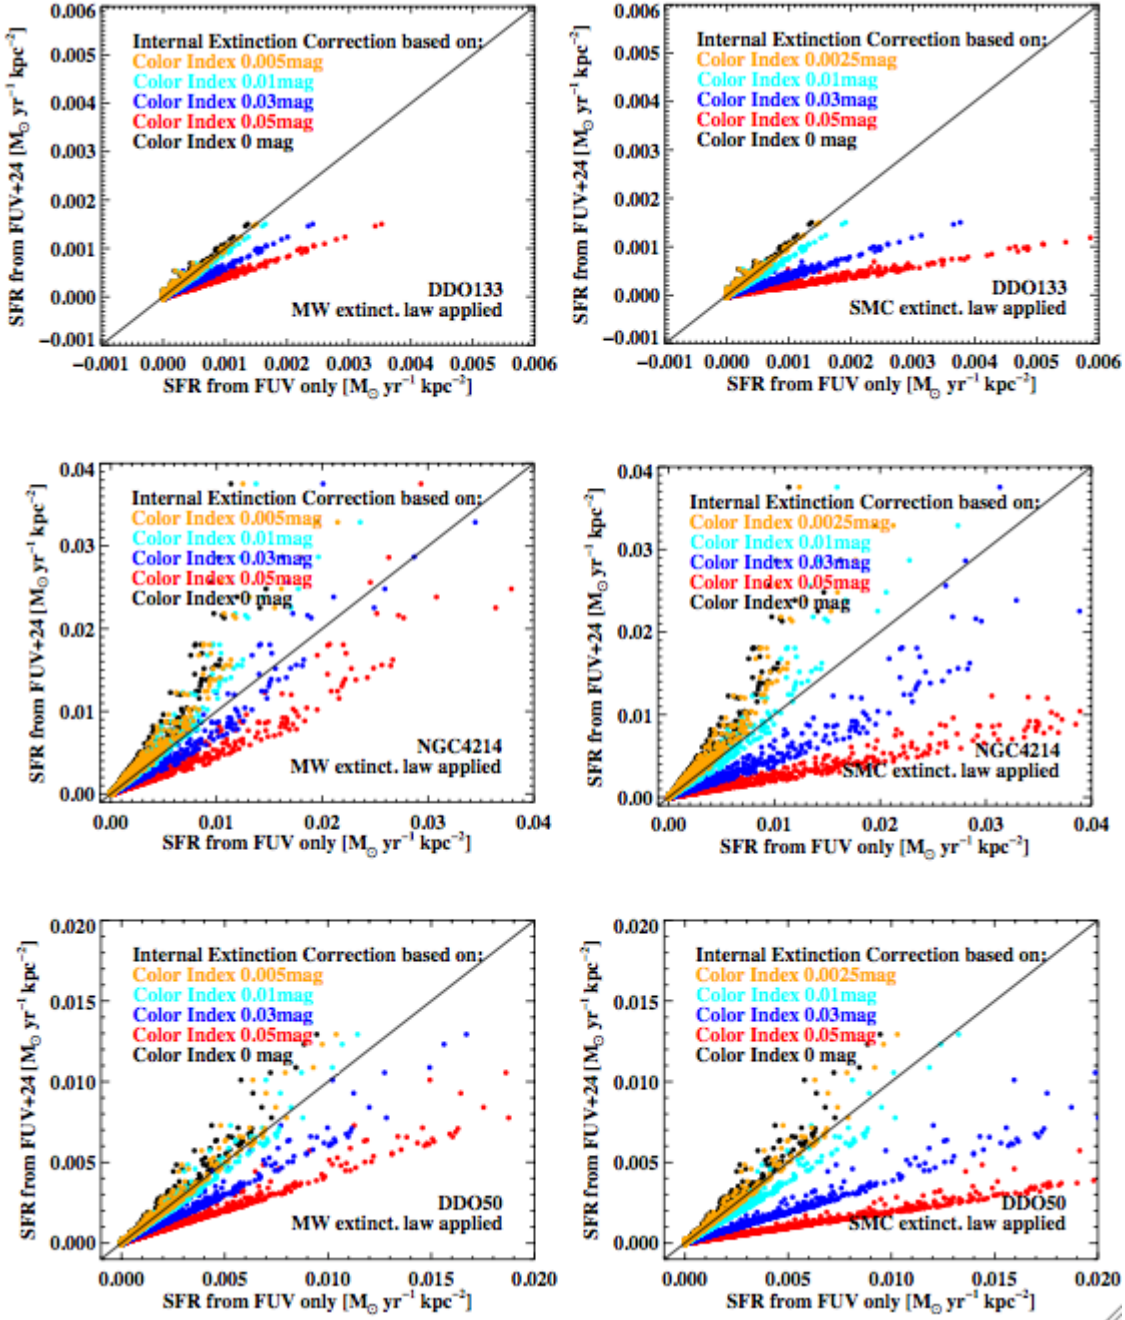 0.006
0.005
0.004
0.003
0.002
0.001
0.000
−0.001
SFR from FUV+24 [M⊙ yr⁻¹ kpc⁻²]
Internal Extinction Correction based on:
Color Index 0.005mag
Color Index 0.01mag
Color Index 0.03mag
Color Index 0.05mag
Color Index 0 mag
DDO133
MW extinct. law applied
−0.001 0.000 0.001 0.002 0.003 0.004 0.005 0.006
SFR from FUV only [M⊙ yr⁻¹ kpc⁻²]
0.006
0.005
0.004
0.003
0.002
0.001
0.000
−0.001
SFR from FUV+24 [M⊙ yr⁻¹ kpc⁻²]
Internal Extinction Correction based on:
Color Index 0.0025mag
Color Index 0.01mag
Color Index 0.03mag
Color Index 0.05mag
Color Index 0 mag
DDO133
SMC extinct. law applied
−0.001 0.000 0.001 0.002 0.003 0.004 0.005 0.006
SFR from FUV only [M⊙ yr⁻¹ kpc⁻²]
0.04
0.03
0.02
0.01
0.00
SFR from FUV+24 [M⊙ yr⁻¹ kpc⁻²]
Internal Extinction Correction based on:
Color Index 0.005mag
Color Index 0.01mag
Color Index 0.03mag
Color Index 0.05mag
Color Index 0 mag
NGC4214
MW extinct. law applied
0.00 0.01 0.02 0.03 0.04
SFR from FUV only [M⊙ yr⁻¹ kpc⁻²]
0.04
0.03
0.02
0.01
0.00
SFR from FUV+24 [M⊙ yr⁻¹ kpc⁻²]
Internal Extinction Correction based on:
Color Index 0.0025mag
Color Index 0.01mag
Color Index 0.03mag
Color Index 0.05mag
Color Index 0 mag
NGC4214
SMC extinct. law applied
0.00 0.01 0.02 0.03 0.04
SFR from FUV only [M⊙ yr⁻¹ kpc⁻²]
0.020
0.015
0.010
0.005
0.000
SFR from FUV+24 [M⊙ yr⁻¹ kpc⁻²]
Internal Extinction Correction based on:
Color Index 0.005mag
Color Index 0.01mag
Color Index 0.03mag
Color Index 0.05mag
Color Index 0 mag
DDO50
MW extinct. law applied
0.000 0.005 0.010 0.015 0.020
SFR from FUV only [M⊙ yr⁻¹ kpc⁻²]
0.020
0.015
0.010
0.005
0.000
SFR from FUV+24 [M⊙ yr⁻¹ kpc⁻²]
Internal Extinction Correction based on:
Color Index 0.0025mag
Color Index 0.01mag
Color Index 0.03mag
Color Index 0.05mag
Color Index 0 mag
DDO50
SMC extinct. law applied
0.000 0.005 0.010 0.015 0.020
SFR from FUV only [M⊙ yr⁻¹ kpc⁻²]